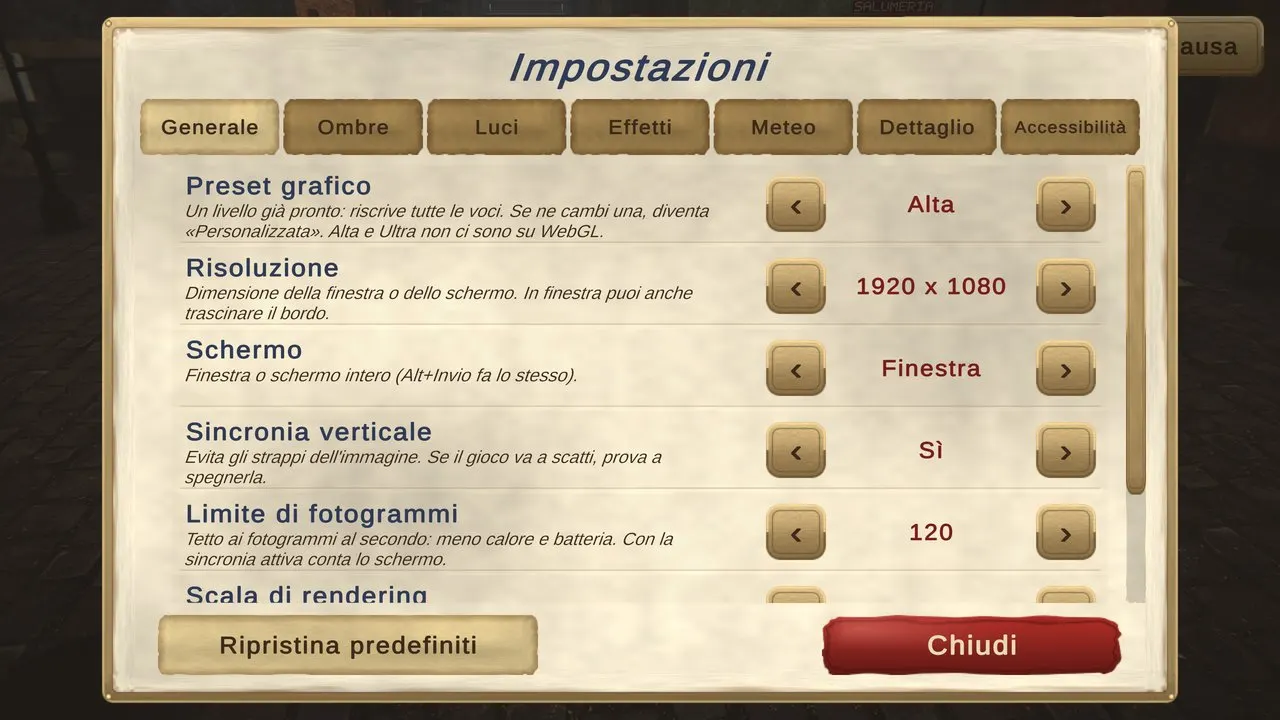 SALUMERIA
ausa
Impostazioni
Generale
Ombre
Luci
Effetti
Meteo
Dettaglio
Accessibilità
Preset grafico
Un livello già pronto: riscrive tutte le voci. Se ne cambi una, diventa
«Personalizzata». Alta e Ultra non ci sono su WebGL.
‹
Alta
›
Risoluzione
Dimensione della finestra o dello schermo. In finestra puoi anche
trascinare il bordo.
‹
1920 x 1080
›
Schermo
Finestra o schermo intero (Alt+Invio fa lo stesso).
‹
Finestra
›
Sincronia verticale
Evita gli strappi dell'immagine. Se il gioco va a scatti, prova a
spegnerla.
‹
Sì
›
Limite di fotogrammi
Tetto ai fotogrammi al secondo: meno calore e batteria. Con la
sincronia attiva conta lo schermo.
‹
120
›
Scala di rendering
Ripristina predefiniti
Chiudi